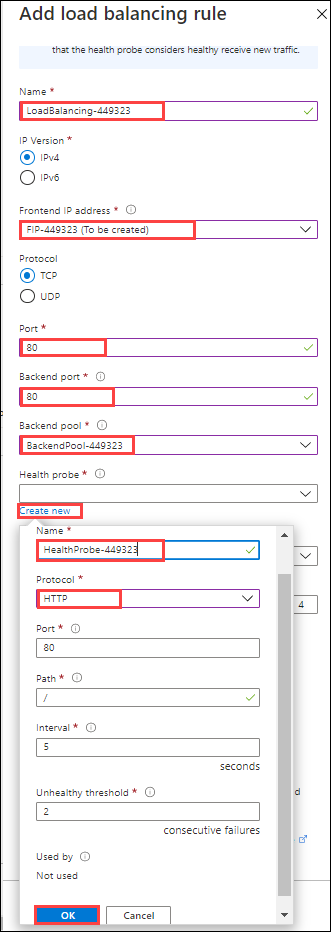 Add load balancing rule
that the health probe considers healthy receive new traffic.
Name *
LoadBalancing-449323
IP Version *
IPv4
IPv6
Frontend IP address *
FIP-449323 (To be created)
Protocol
TCP
UDP
Port *
80
Backend port *
80
Backend pool *
BackendPool-449323
Health probe *
Create new
Name *
HealthProbe-449323
Protocol *
HTTP
4
Port *
80
Path *
/
Interval *
5
seconds
Unhealthy threshold *
2
d
consecutive failures
Used by
Not used
OK Cancel